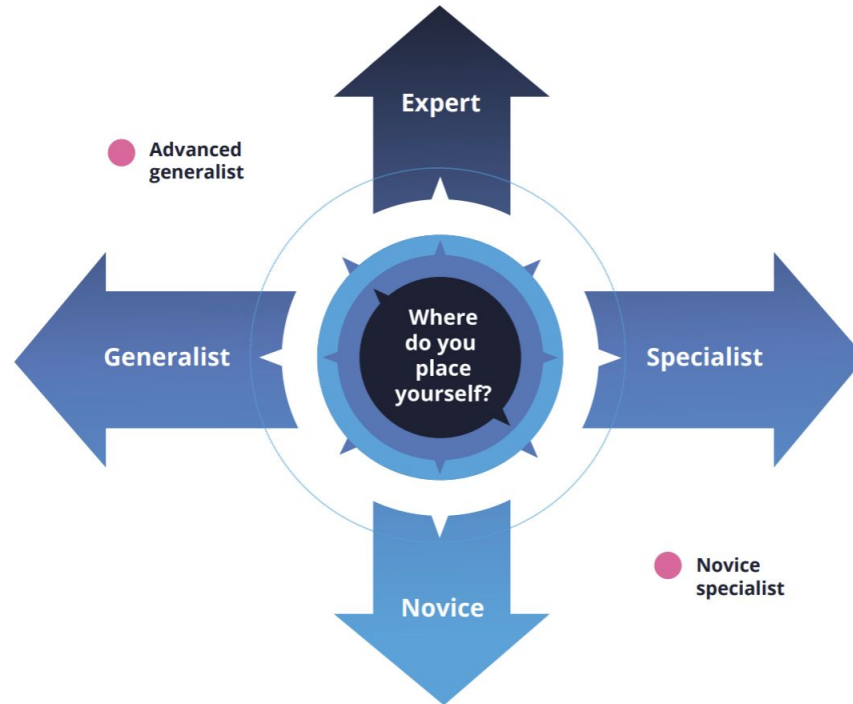 Expert
Advanced
generalist
Where
do you
place
yourself?
Generalist
Specialist
Novice
specialist
Novice